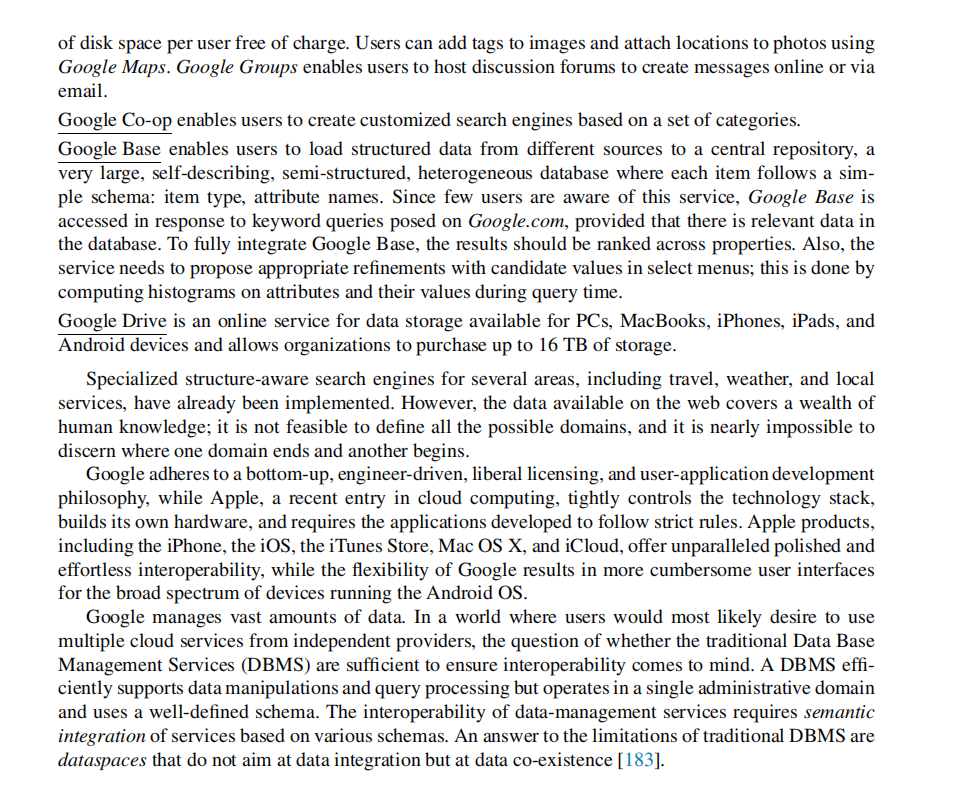 of disk space per user free of charge. Users can add tags to images and attach locations to photos using
Google Maps. Google Groups enables users to host discussion forums to create messages online or via
email.
Google Co-op enables users to create customized search engines based on a set of categories.
Google Base enables users to load structured data from different sources to a central repository, a
very large, self-describing, semi-structured, heterogeneous database where each item follows a sim-
ple schema: item type, attribute names. Since few users are aware of this service, Google Base is
accessed in response to keyword queries posed on Google.com, provided that there is relevant data in
the database. To fully integrate Google Base, the results should be ranked across properties. Also, the
service needs to propose appropriate refinements with candidate values in select menus; this is done by
computing histograms on attributes and their values during query time.
Google Drive is an online service for data storage available for PCs, MacBooks, iPhones, iPads, and
Android devices and allows organizations to purchase up to 16 TB of storage.
Specialized structure-aware search engines for several areas, including travel, weather, and local
services, have already been implemented. However, the data available on the web covers a wealth of
human knowledge; it is not feasible to define all the possible domains, and it is nearly impossible to
discern where one domain ends and another begins.
Google adheres to a bottom-up, engineer-driven, liberal licensing, and user-application development
philosophy, while Apple, a recent entry in cloud computing, tightly controls the technology stack,
builds its own hardware, and requires the applications developed to follow strict rules. Apple products,
including the iPhone, the iOS, the iTunes Store, Mac OS X, and iCloud, offer unparalleled polished and
effortless interoperability, while the flexibility of Google results in more cumbersome user interfaces
for the broad spectrum of devices running the Android OS.
Google manages vast amounts of data. In a world where users would most likely desire to use
multiple cloud services from independent providers, the question of whether the traditional Data Base
Management Services (DBMS) are sufficient to ensure interoperability comes to mind. A DBMS effi-
ciently supports data manipulations and query processing but operates in a single administrative domain
and uses a well-defined schema. The interoperability of data-management services requires semantic
integration of services based on various schemas. An answer to the limitations of traditional DBMS are
dataspaces that do not aim at data integration but at data co-existence [183].